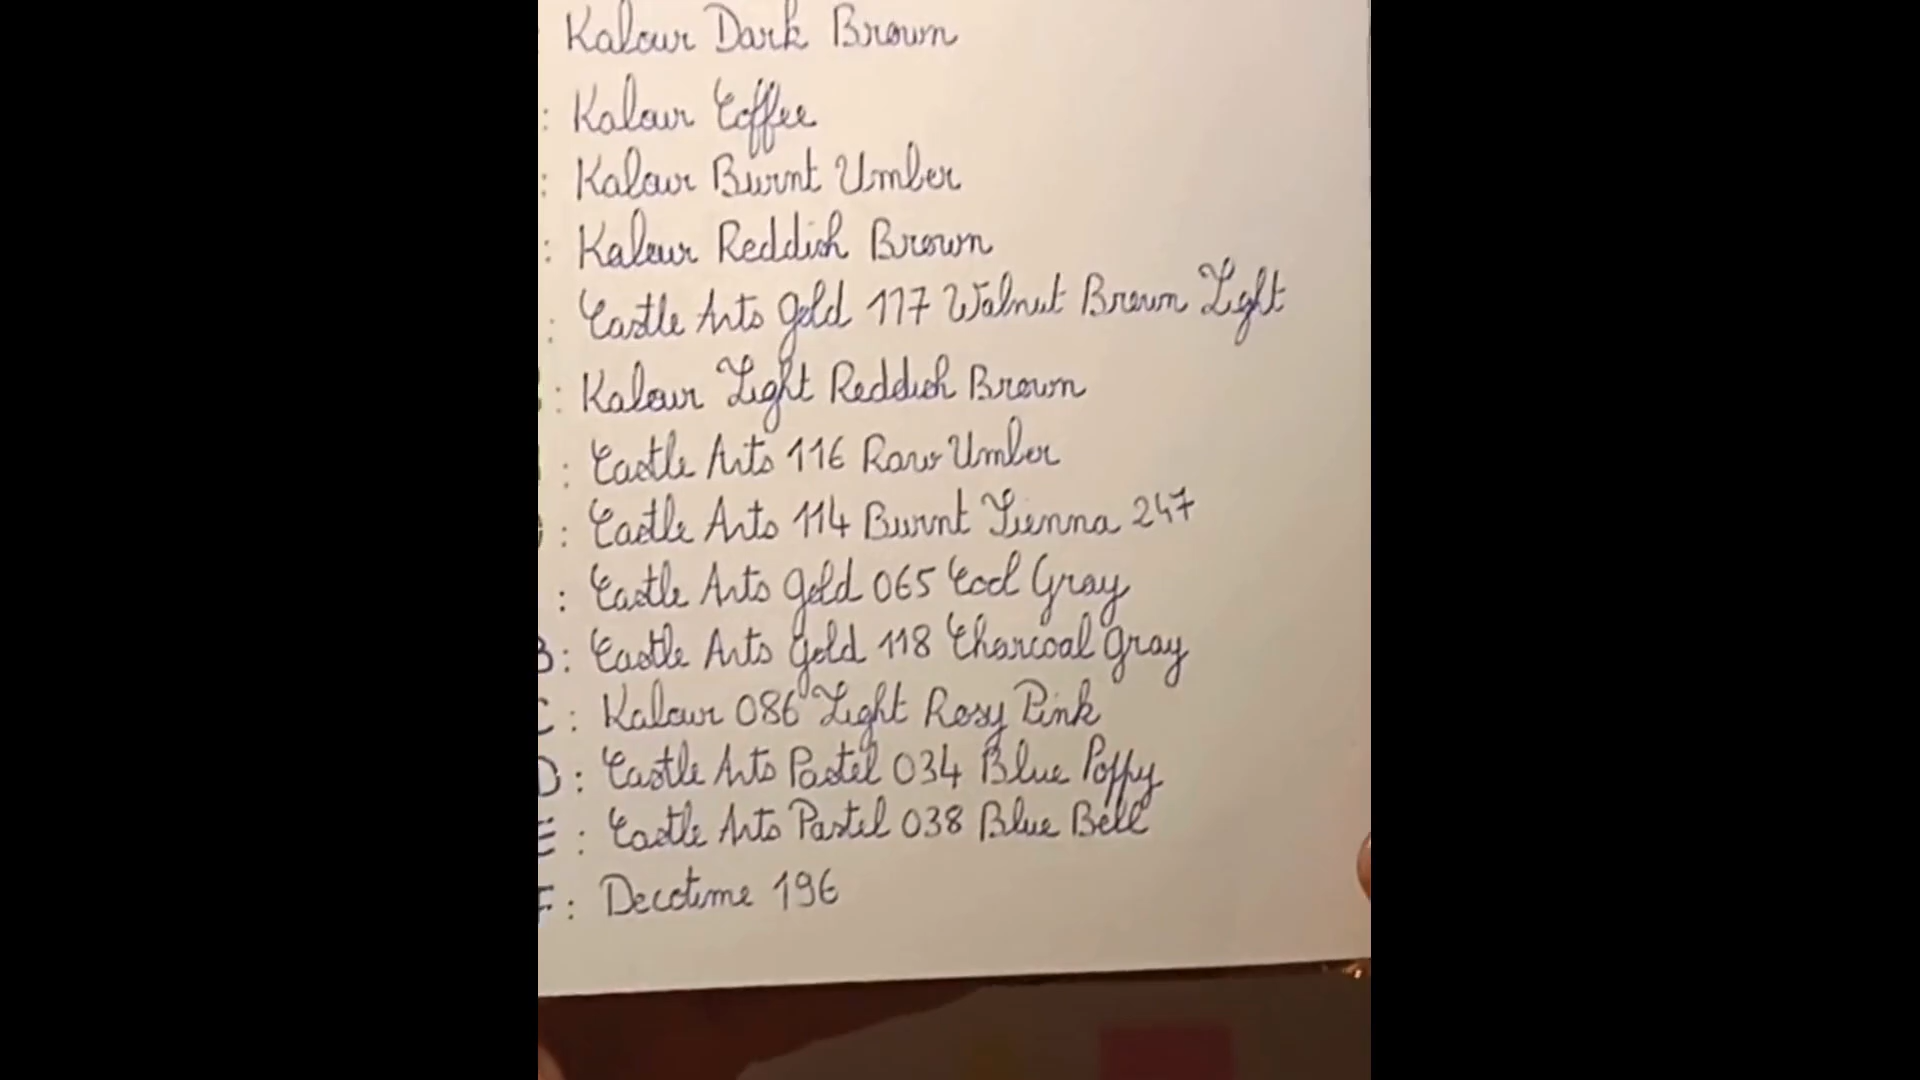 Kalour Dark Brown
: Kalour Coffee
: Kalour Burnt Umber
: Kalour Reddish Brown
: Castle Arts Gold 117 Walnut Brown Light
: Kalour Light Reddish Brown
: Castle Arts 116 Raw Umber
: Castle Arts 114 Burnt Sienna 247
: Castle Arts Gold 065 Cool Gray
B: Castle Arts Gold 118 Charcoal Gray
C: Kalour 086 Light Rosy Pink
D: Castle Arts Pastel 034 Blue Poppy
E: Castle Arts Pastel 038 Blue Bell
F: Decotime 196